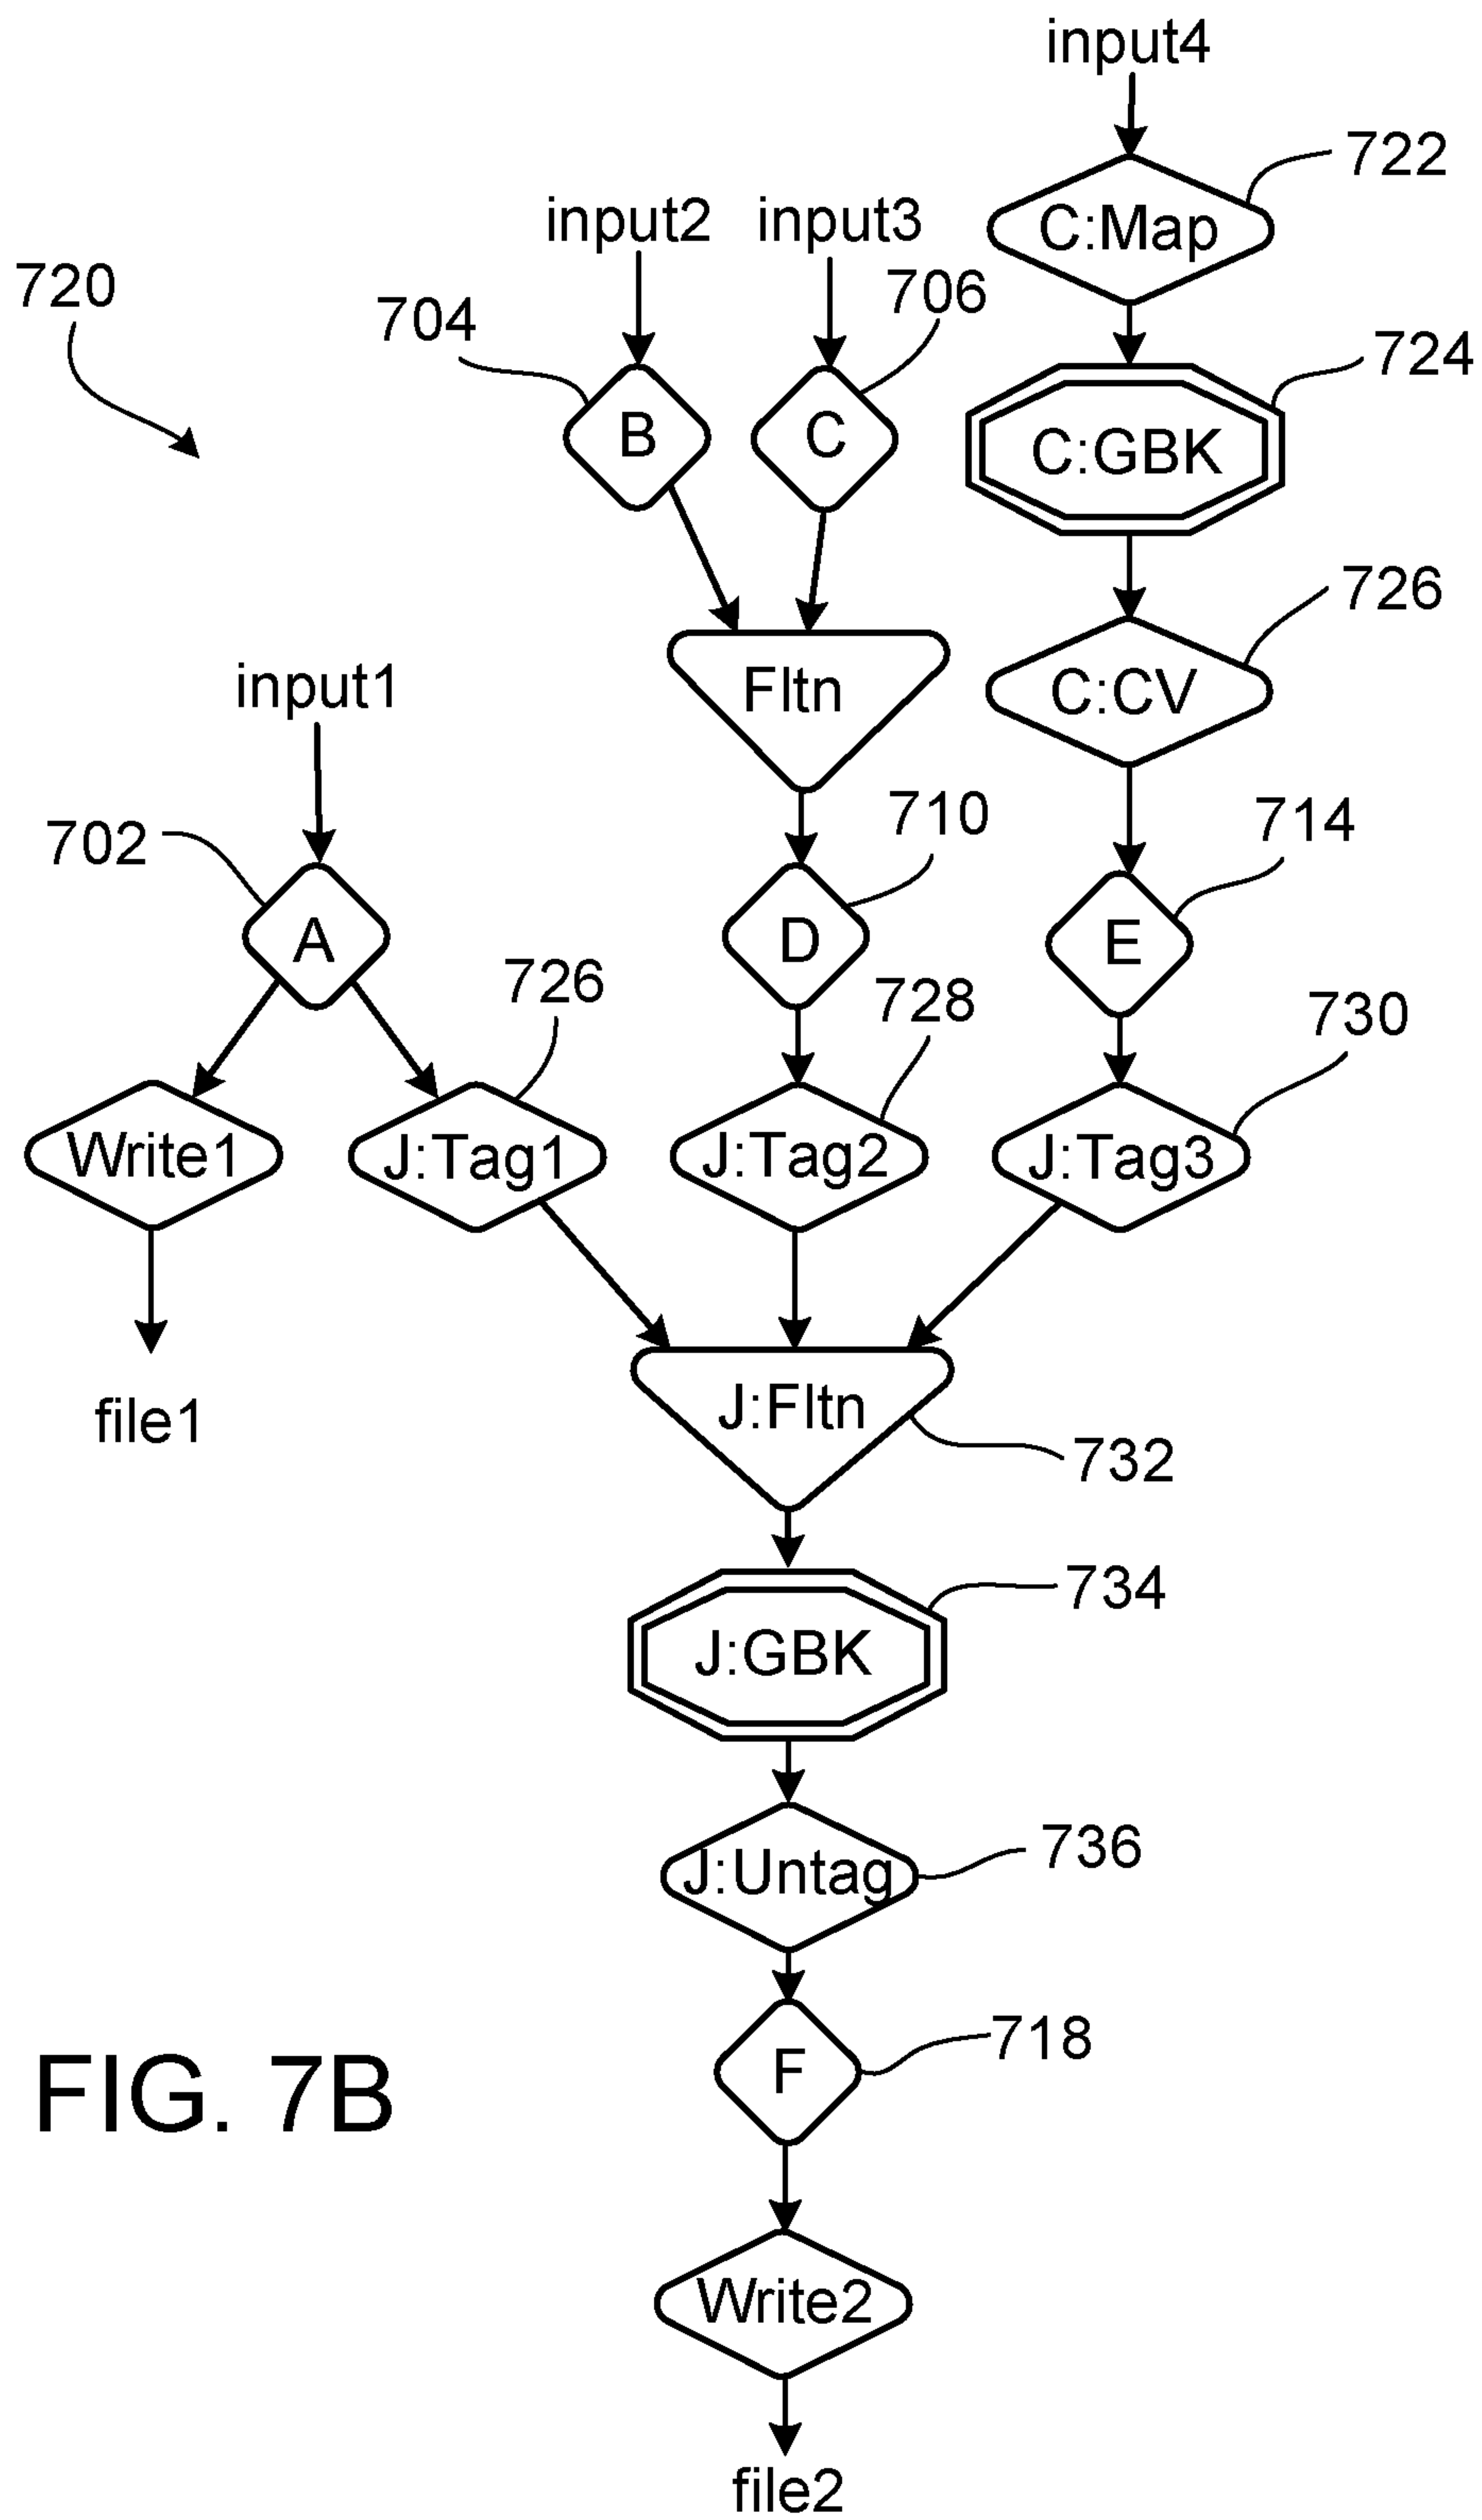 input4
722
C:Map
input2
input3
720
704
706
724
B
C
C:GBK
726
input1
Fltn
C:CV
702
710
714
A
D
E
726
728
730
Write1
J:Tag1
J:Tag2
J:Tag3
file1
J:Fltn
732
734
J:GBK
736
J:Untag
718
F
FIG. 7B
Write2
file2